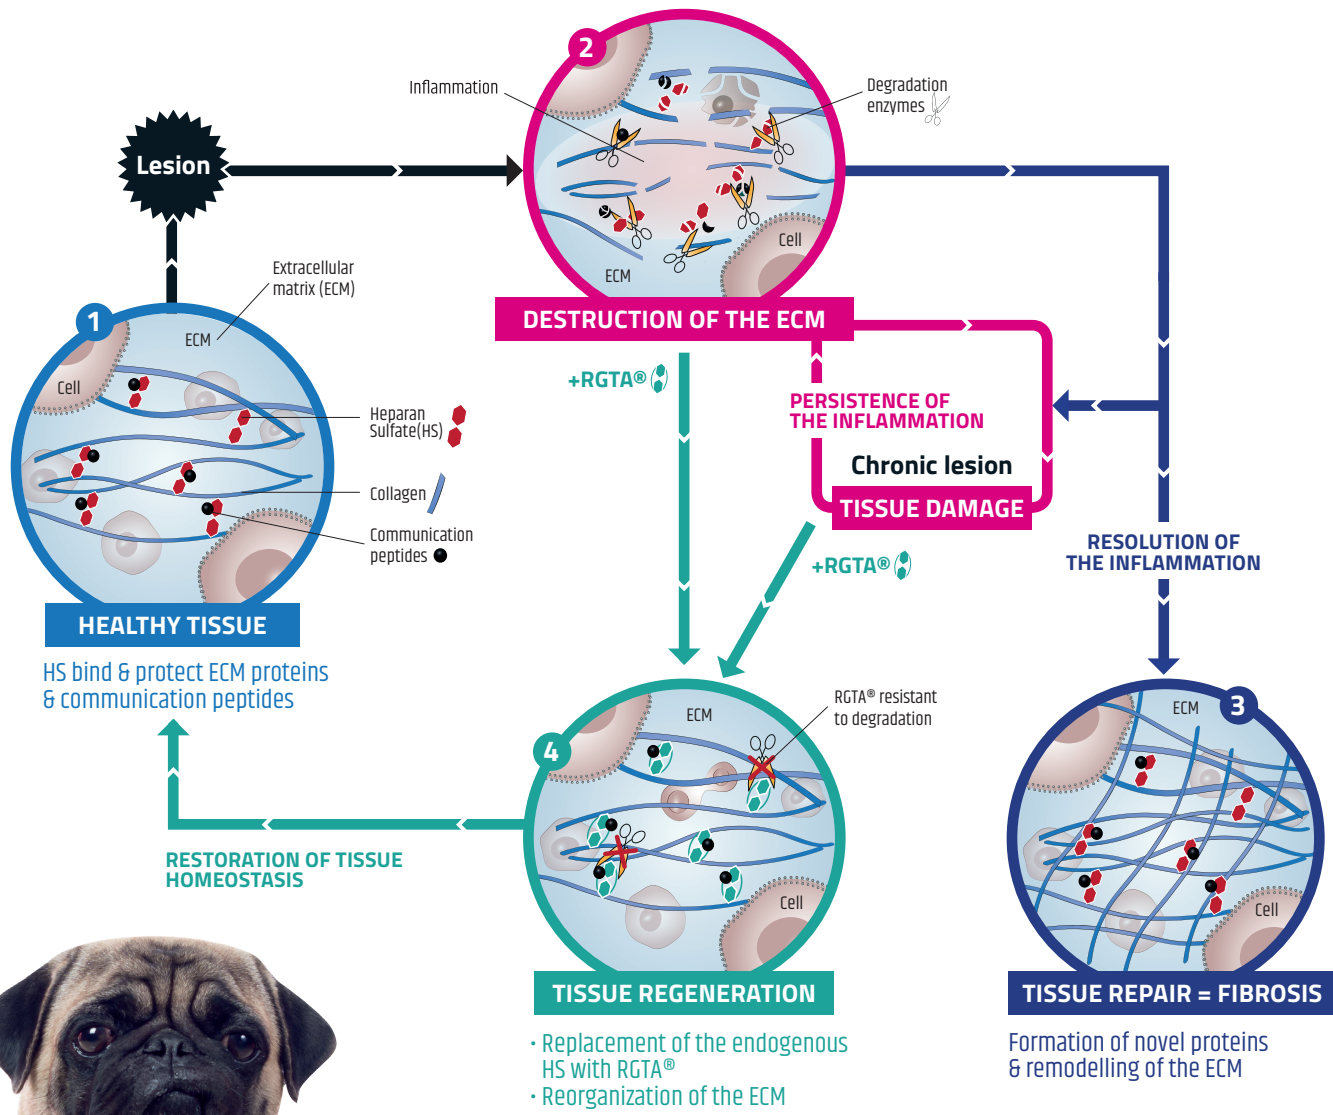 2
Inflammation
Degradation
enzymes
Lesion
Cell
ECM
Extracellular
matrix (ECM)
1
ECM
Cell
DESTRUCTION OF THE ECM
+RGTA®
PERSISTENCE OF
THE INFLAMMATION
Chronic lesion
TISSUE DAMAGE
Heparan
Sulfate(HS)
Collagen
Communication
peptides
+RGTA®
RESOLUTION OF
THE INFLAMMATION
HEALTHY TISSUE
HS bind & protect ECM proteins
& communication peptides
RGTA® resistant
to degradation
ECM
4
Cell
ECM
3
Cell
RESTORATION OF TISSUE
HOMEOSTASIS
TISSUE REGENERATION
• Replacement of the endogenous
HS with RGTA®
• Reorganization of the ECM
TISSUE REPAIR = FIBROSIS
Formation of novel proteins
& remodelling of the ECM